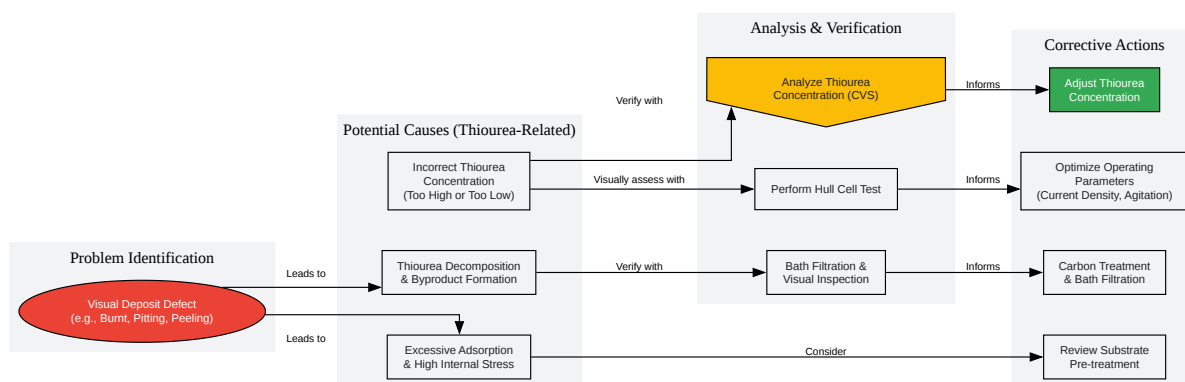 Problem Identification
Visual Deposit Defect
(e.g., Burnt, Pitting, Peeling)
Leads to
Leads to
Potential Causes (Thiourea-Related)
Incorrect Thiourea
Concentration
(Too High or Too Low)
Thiourea Decomposition
& Byproduct Formation
Excessive Adsorption
& High Internal Stress
Verify with
Visually assess with
Verify with
Consider
Analysis & Verification
Analyze Thiourea
Concentration (CVS)
Perform Hull Cell Test
Bath Filtration &
Visual Inspection
Informs
Informs
Informs
Corrective Actions
Adjust Thiourea
Concentration
Optimize Operating
Parameters
(Current Density, Agitation)
Carbon Treatment
& Bath Filtration
Review Substrate
Pre-treatment